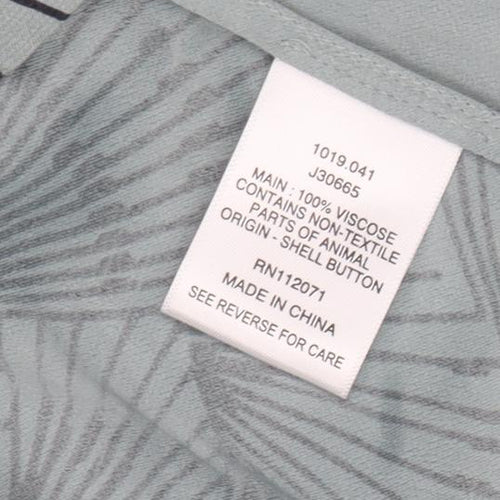 1019.041
J30665
MAIN : 100% VISCOSE
CONTAINS NON-TEXTILE
PARTS OF ANIMAL
ORIGIN - SHELL BUTTON
RN112071
MADE IN CHINA
SEE REVERSE FOR CARE